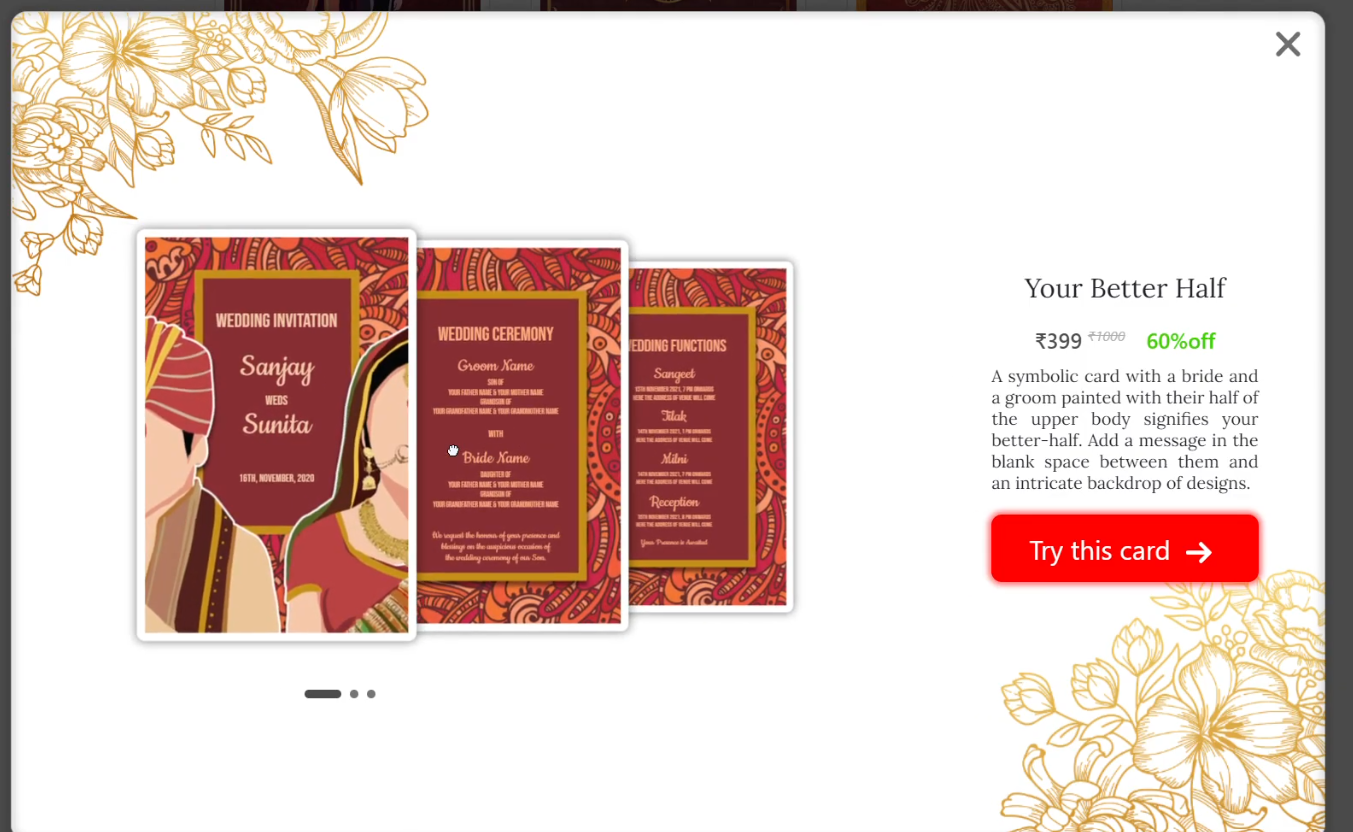 WEDDING INVITATION
Sanjay
WEDS
Sunita
16TH, NOVEMBER, 2020
WEDDING CEREMONY
Groom Name
SON OF
YOUR FATHER NAME & YOUR MOTHER NAME
GRANDSON OF
YOUR GRANDFATHER NAME & YOUR GRANDMOTHER NAME
WITH
Bride Name
DAUGHTER OF
YOUR FATHER NAME & YOUR MOTHER NAME
GRANDSON OF
YOUR GRANDFATHER NAME & YOUR GRANDMOTHER NAME
We request the honour of your presence and
blessings on the auspicious occasion of
the wedding ceremony of our Son.
EDDING FUNCTIONS
Sangeet
13TH NOVEMBER 2021, 7 PM ONWARDS
HERE THE ADDRESS OF VENUE WILL COME
Tilak
14TH NOVEMBER 2021, 7 PM ONWARDS
HERE THE ADDRESS OF VENUE WILL COME
Milni
14TH NOVEMBER 2021, 7 PM ONWARDS
HERE THE ADDRESS OF VENUE WILL COME
Reception
NOVEMBER 2021, 8 PM ONWARDS
HERE THE ADDRESS OF VENUE WILL COME
Your Presence is Awaited
Your Better Half
₹399 ₹1000 60%off
A symbolic card with a bride and
a groom painted with their half of
the upper body signifies your
better-half. Add a message in the
blank space between them and
an intricate backdrop of designs.
Try this card →